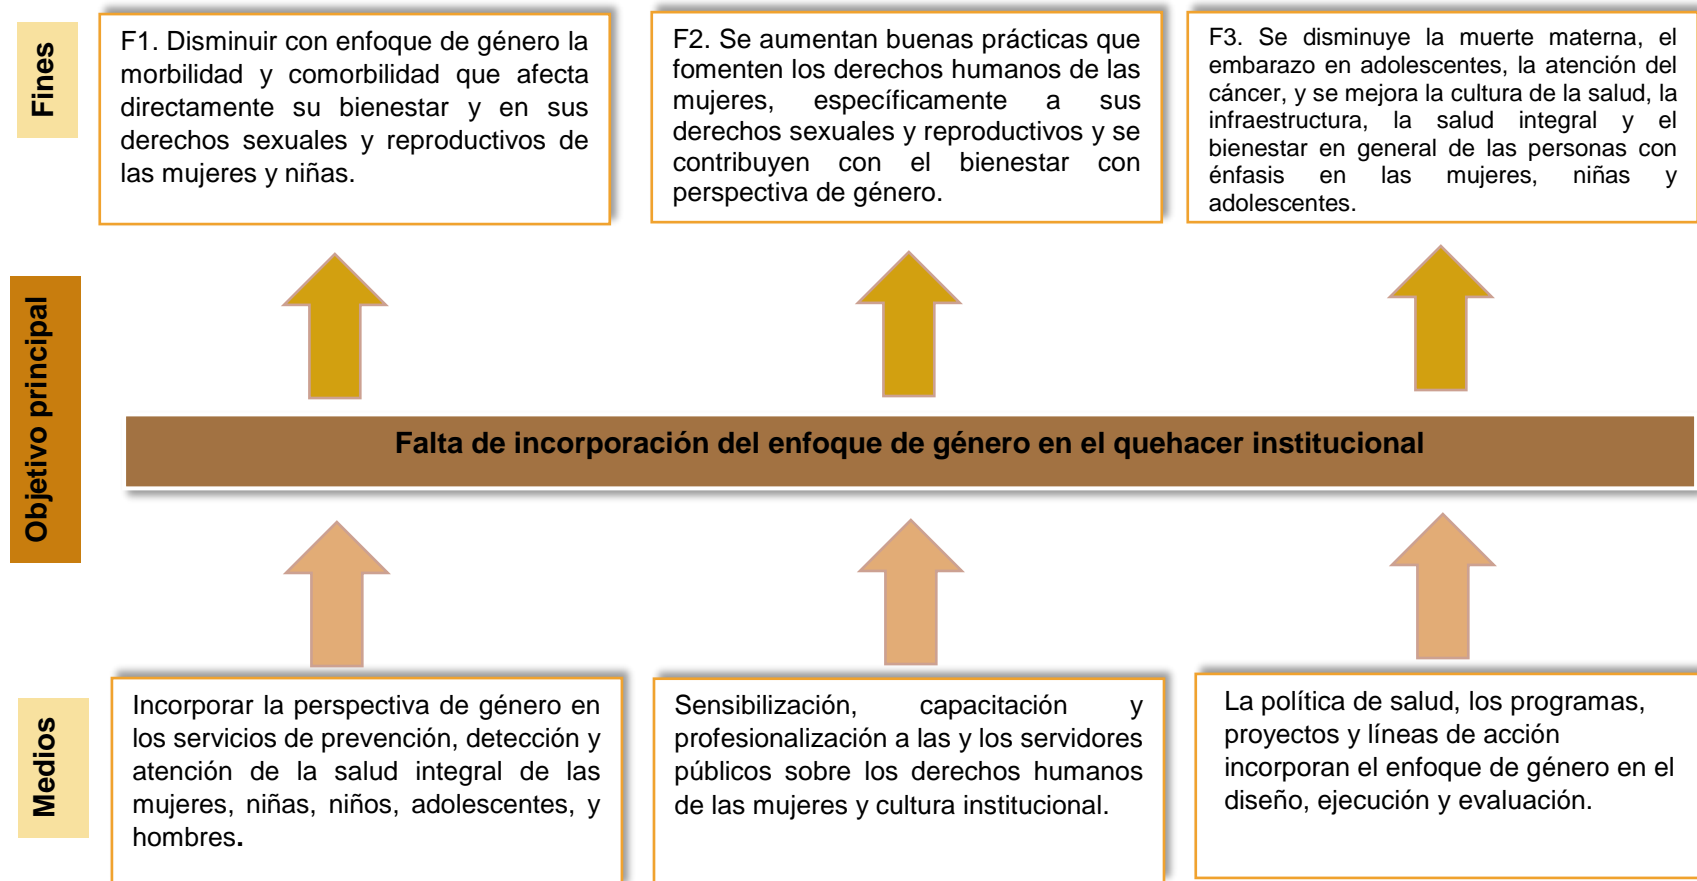 Fines
F1. Disminuir con enfoque de género la
morbilidad y comorbilidad que afecta
directamente su bienestar y en sus
derechos sexuales y reproductivos de
las mujeres y niñas.
F2. Se aumentan buenas prácticas que
fomenten los derechos humanos de las
mujeres, específicamente a sus
derechos sexuales y reproductivos y se
contribuyen con el bienestar con
perspectiva de género.
F3. Se disminuye la muerte materna, el
embarazo en adolescentes, la atención del
cáncer, y se mejora la cultura de la salud, la
infraestructura, la salud integral y el
bienestar en general de las personas con
énfasis en las mujeres, niñas y
adolescentes.
Objetivo principal
Falta de incorporación del enfoque de género en el quehacer institucional
Medios
Incorporar la perspectiva de género en
los servicios de prevención, detección y
atención de la salud integral de las
mujeres, niñas, niños, adolescentes, y
hombres.
Sensibilización, capacitación y
profesionalización a las y los servidores
públicos sobre los derechos humanos
de las mujeres y cultura institucional.
La política de salud, los programas,
proyectos y líneas de acción
incorporan el enfoque de género en el
diseño, ejecución y evaluación.